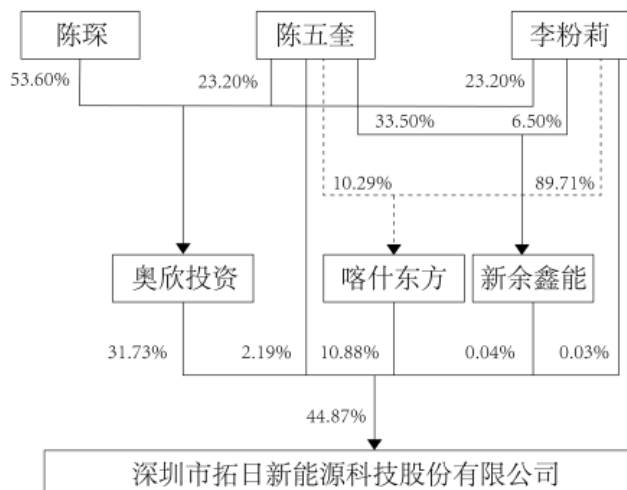 陈琛 陈五奎 李粉莉
53.60% 23.20% 23.20%
33.50% 6.50%
10.29% 89.71%
奥欣投资 喀什东方 新余鑫能
31.73% 2.19% 10.88% 0.04% 0.03%
44.87%
深圳市拓日新能源科技股份有限公司